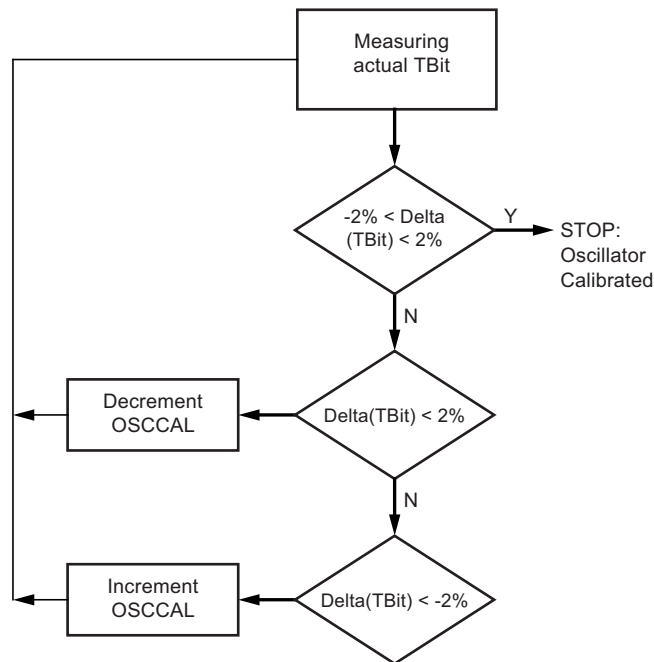 Measuring
actual TBit
-2% < Delta
(TBit) < 2%
Y
STOP:
Oscillator
Calibrated
N
Decrement
OSCCAL
Delta(TBit) < 2%
N
Increment
OSCCAL
Delta(TBit) < -2%